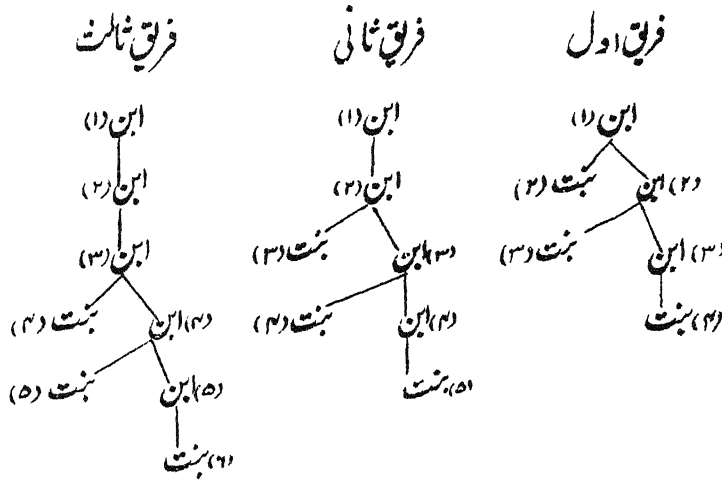 فریق اول فریق ثانی فریق ثالث
ابن (۱) ابن (۱) ابن (۱)
(۲) ابن بنت (۲) ابن (۲) ابن (۲)
(۳) ابن بنت (۳) (۳) ابن بنت (۳) ابن (۳)
(۴) بنت (۴) ابن بنت (۴) (۴) ابن بنت (۴)
(۵) بنت (۵) ابن بنت (۵)
(۶) بنت